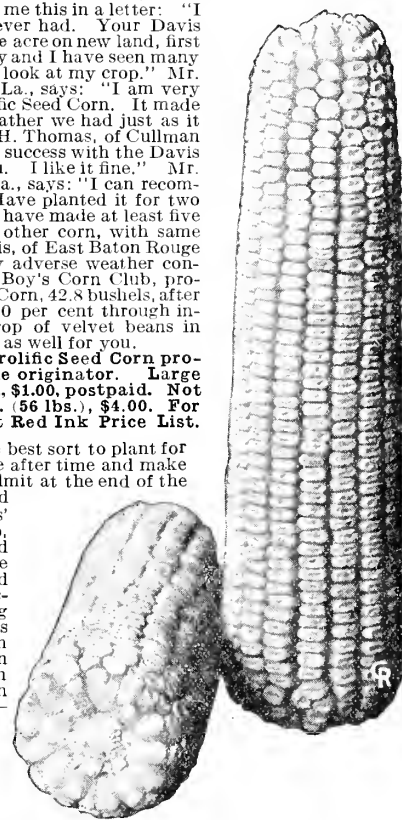 me this in a letter: "I
ever had. Your Davis
e acre on new land, first
y and I have seen many
look at my crop." Mr.
La., says: "I am very
fic Seed Corn. It made
ather we had just as it
H. Thomas, of Cullman
success with the Davis
I like it fine." Mr.
a., says: "I can recom-
Have planted it for two
have made at least five
other corn, with same
is, of East Baton Rouge
adverse weather con-
Boy's Corn Club, pro-
Corn, 42.8 bushels, after
0 per cent through in-
rop of velvet beans in
as well for you.
rolific Seed Corn pro-
e originator. Large
, $1.00, postpaid. Not
. (56 lbs.), $4.00. For
t Red Ink Price List.
best sort to plant for
e after time and make
dmit at the end of the
d
s'
d
e
d
-
g
s
n
n
n
n
CR